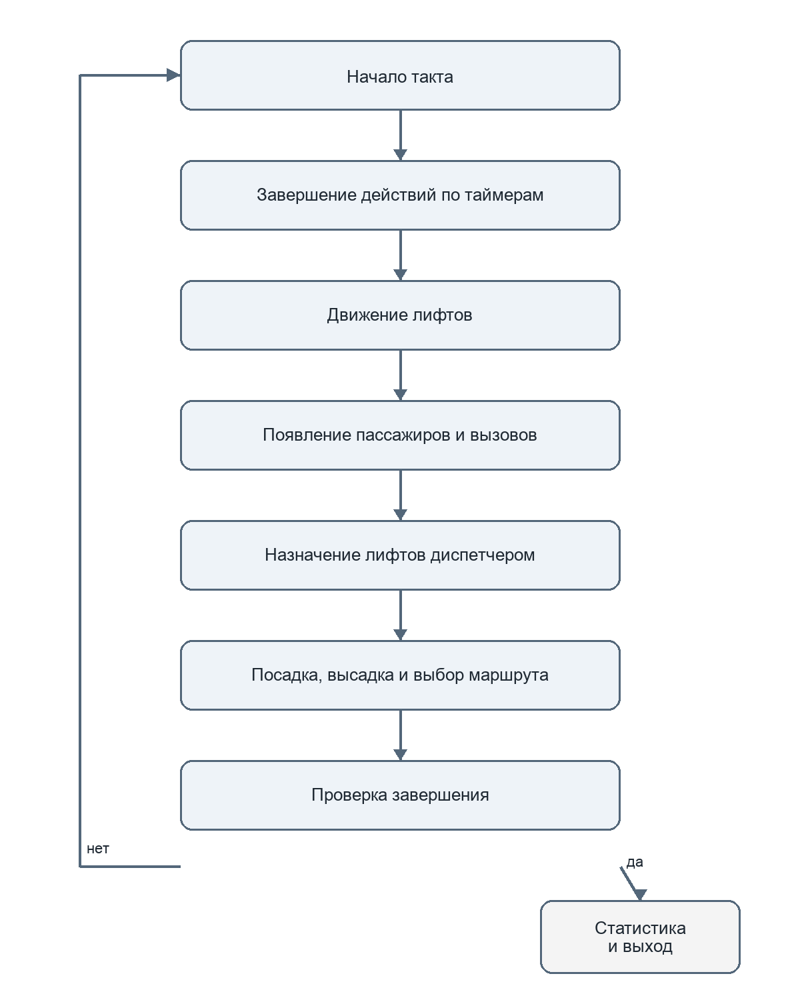 Начало такта
Завершение действий по таймерам
Движение лифтов
Появление пассажиров и вызовов
Назначение лифтов диспетчером
Посадка, высадка и выбор маршрута
Проверка завершения
нет
да
Статистика
и выход